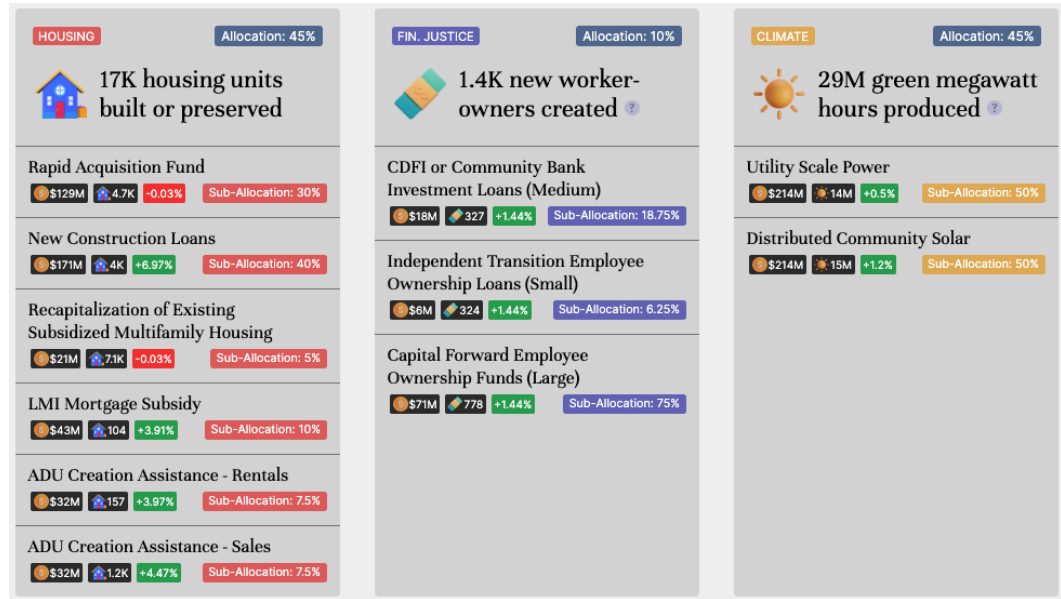 HOUSING
Allocation: 45%
17K housing units
built or preserved
Rapid Acquisition Fund
$129M 4.7K -0.03% Sub-Allocation: 30%
New Construction Loans
$171M 4K +6.97% Sub-Allocation: 40%
Recapitalization of Existing
Subsidized Multifamily Housing
$21M 7.1K -0.03% Sub-Allocation: 5%
LMI Mortgage Subsidy
$43M 104 +3.91% Sub-Allocation: 10%
ADU Creation Assistance - Rentals
$32M 157 +3.97% Sub-Allocation: 7.5%
ADU Creation Assistance - Sales
$32M 1.2K +4.47% Sub-Allocation: 7.5%
FIN. JUSTICE
Allocation: 10%
1.4K new worker-
owners created ?
CDFI or Community Bank
Investment Loans (Medium)
$18M 327 +1.44% Sub-Allocation: 18.75%
Independent Transition Employee
Ownership Loans (Small)
$6M 324 +1.44% Sub-Allocation: 6.25%
Capital Forward Employee
Ownership Funds (Large)
$71M 778 +1.44% Sub-Allocation: 75%
CLIMATE
Allocation: 45%
29M green megawatt
hours produced ?
Utility Scale Power
$214M 14M +0.5% Sub-Allocation: 50%
Distributed Community Solar
$214M 15M +1.2% Sub-Allocation: 50%